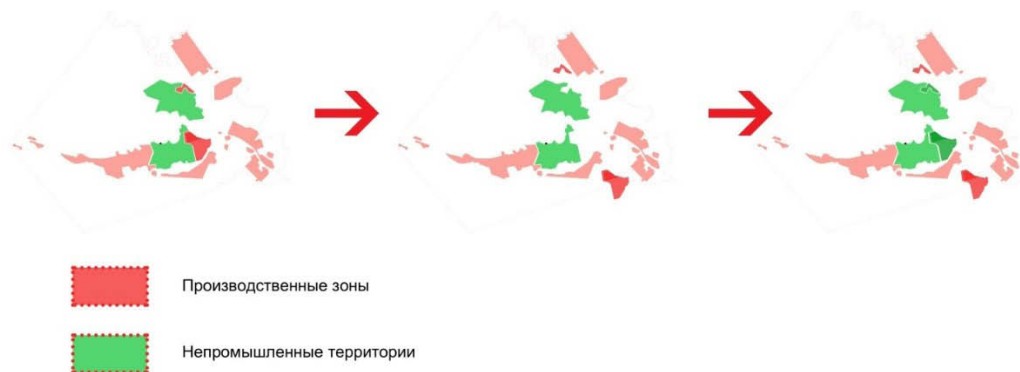 Производственные зоны
Непромышленные территории